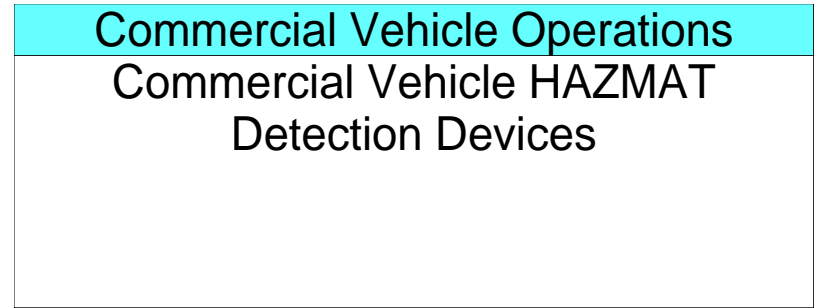 Commercial Vehicle Operations
Commercial Vehicle HAZMAT
Detection Devices